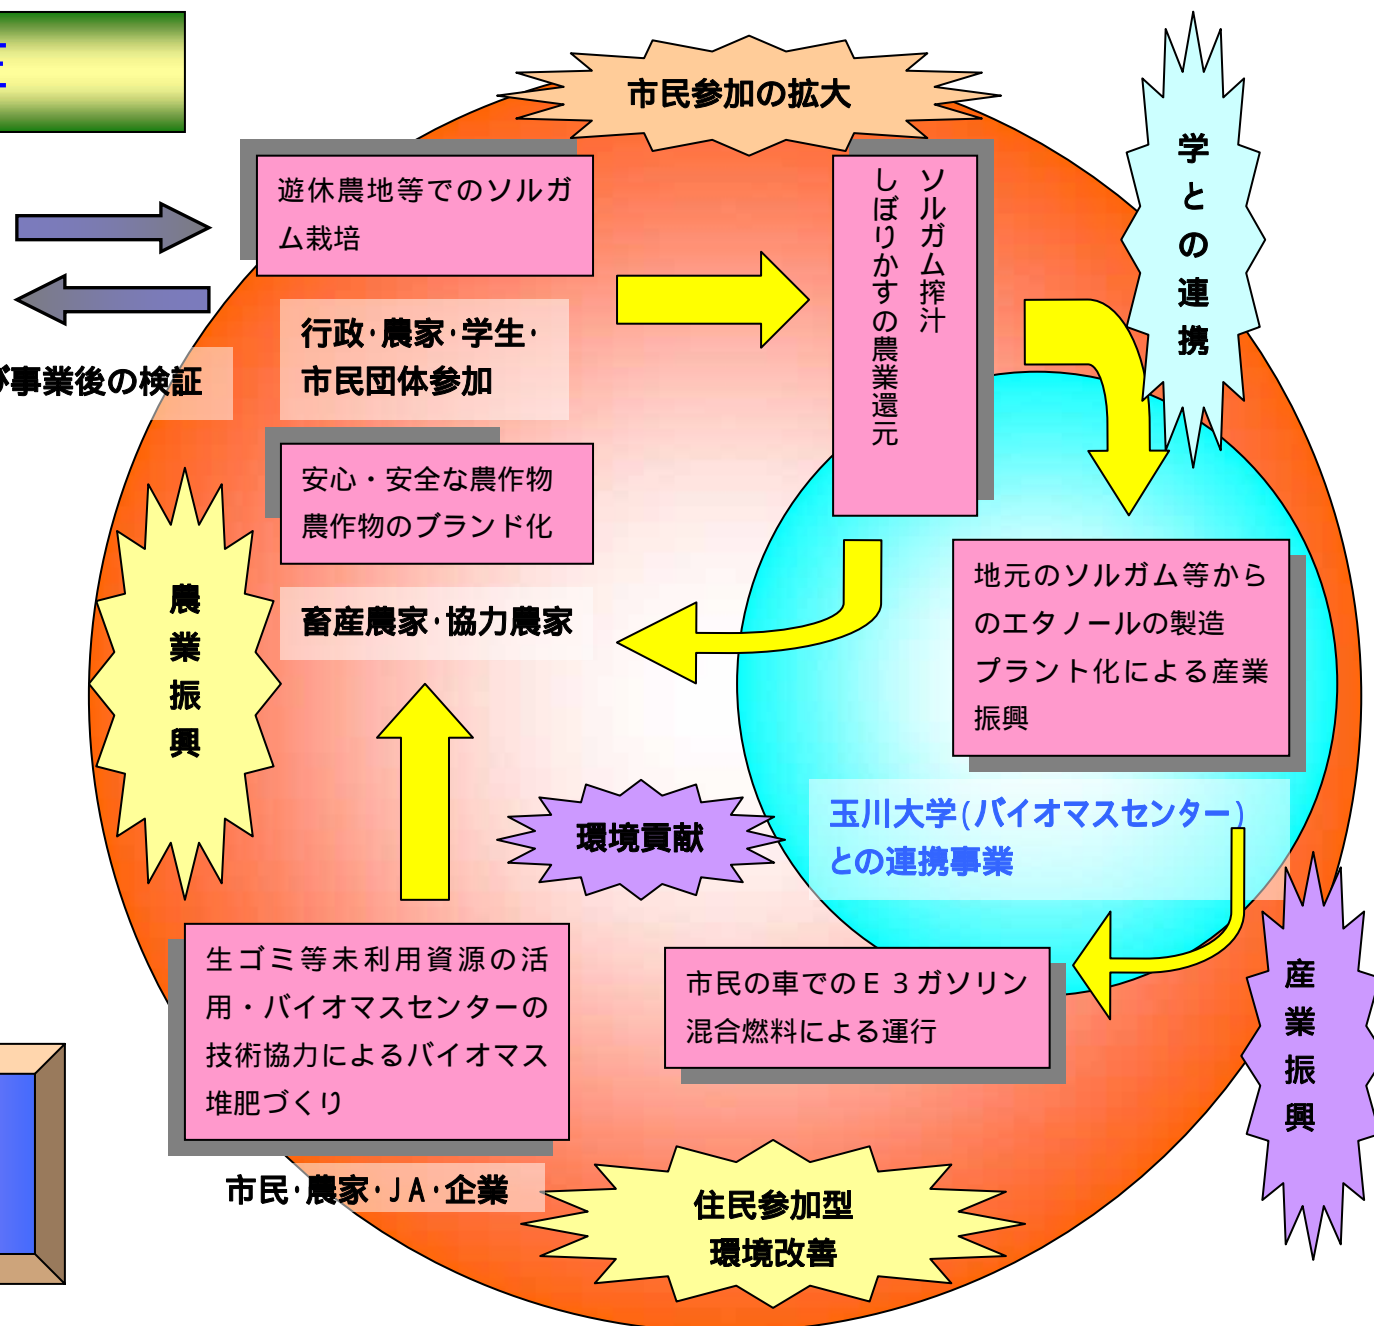 市民参加の拡大
学との連携
遊休農地等でのソルガ
ム栽培
ソルガム搾汁
しぼりかすの農業還元
行政・農家・学生・
市民団体参加
事業後の検証
安心・安全な農作物
農作物のブランド化
畜産農家・協力農家
農業振興
地元のソルガム等から
のエタノールの製造
プラント化による産業
振興
環境貢献
玉川大学(バイオマスセンター)
との連携事業
生ゴミ等未利用資源の活
用・バイオマスセンターの
技術協力によるバイオマス
堆肥づくり
市民の車でのE3ガソリン
混合燃料による運行
産業振興
市民・農家・JA・企業
住民参加型
環境改善